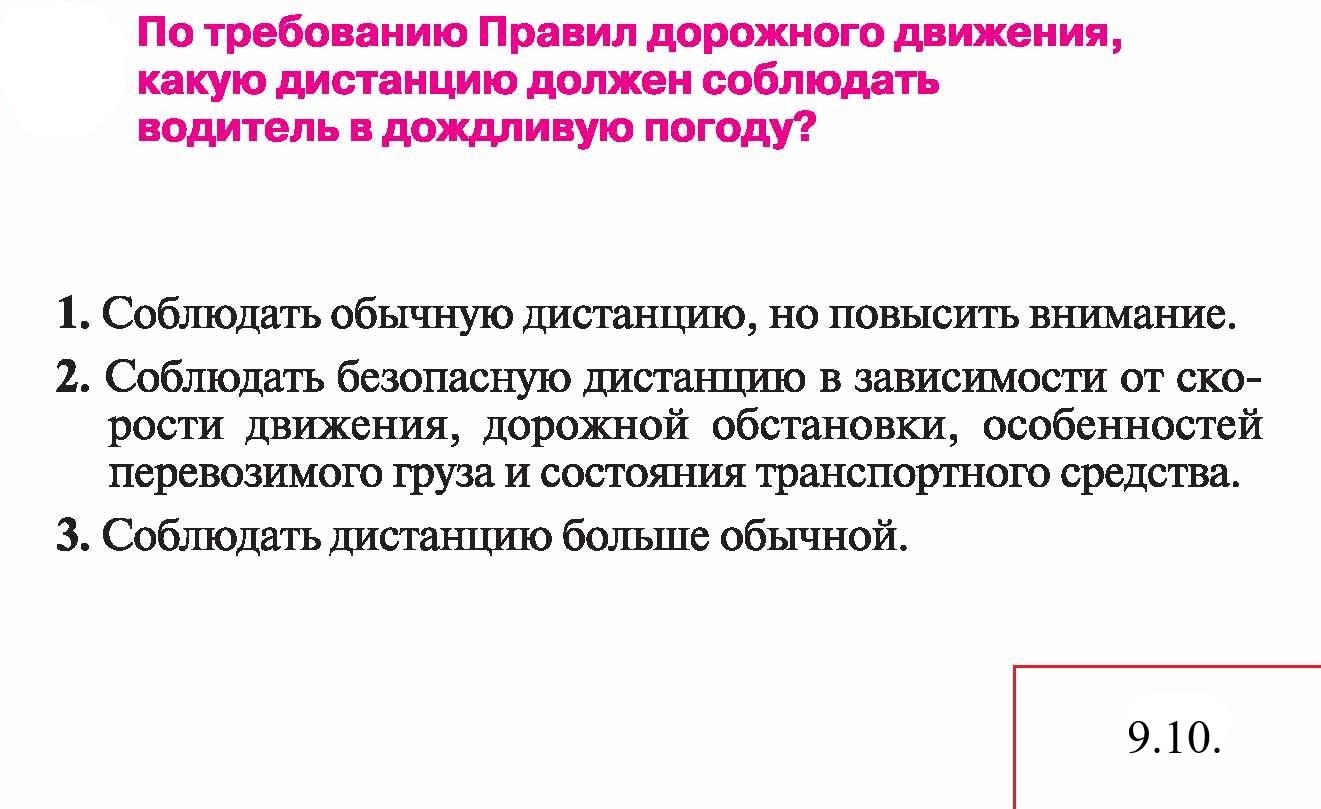 По требованию Правил дорожного движения,
какую дистанцию должен соблюдать
водитель в дождливую погоду?
1. Соблюдать обычную дистанцию, но повысить внимание.
2. Соблюдать безопасную дистанцию в зависимости от ско-
рости движения, дорожной обстановки, особенностей
перевозимого груза и состояния транспортного средства.
3. Соблюдать дистанцию больше обычной.
9.10.